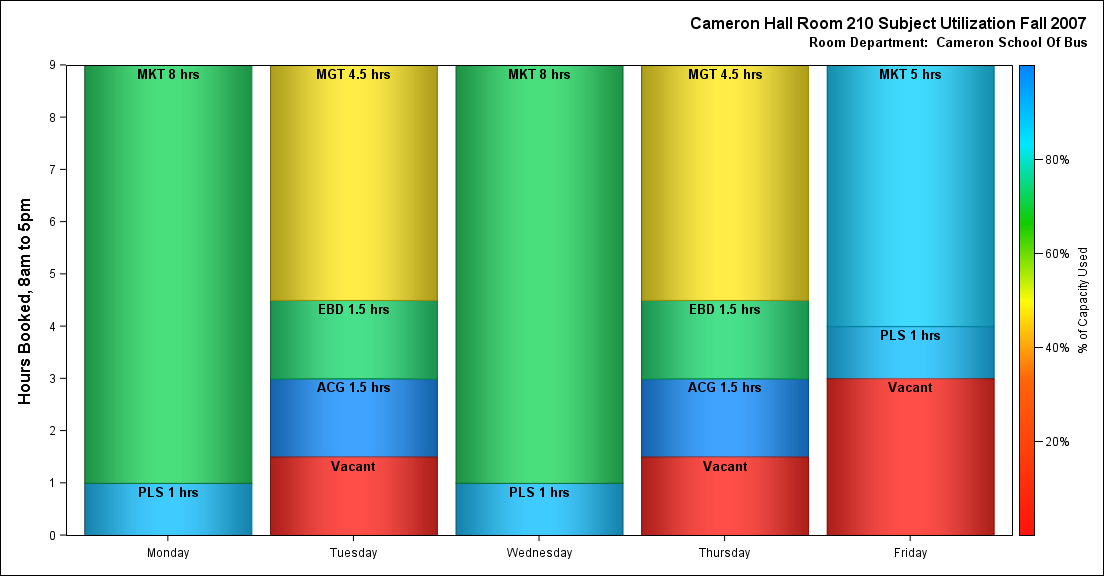 Cameron Hall Room 210 Subject Utilization Fall 2007
Room Department:  Cameron School Of Bus
Hours Booked, 8am to 5pm
9
8
7
6
5
4
3
2
1
0
MKT 8 hrs
PLS 1 hrs
MGT 4.5 hrs
EBD 1.5 hrs
ACG 1.5 hrs
Vacant
MKT 8 hrs
PLS 1 hrs
MGT 4.5 hrs
EBD 1.5 hrs
ACG 1.5 hrs
Vacant
MKT 5 hrs
PLS 1 hrs
Vacant
Monday
Tuesday
Wednesday
Thursday
Friday
80%
60%
40%
20%
% of Capacity Used